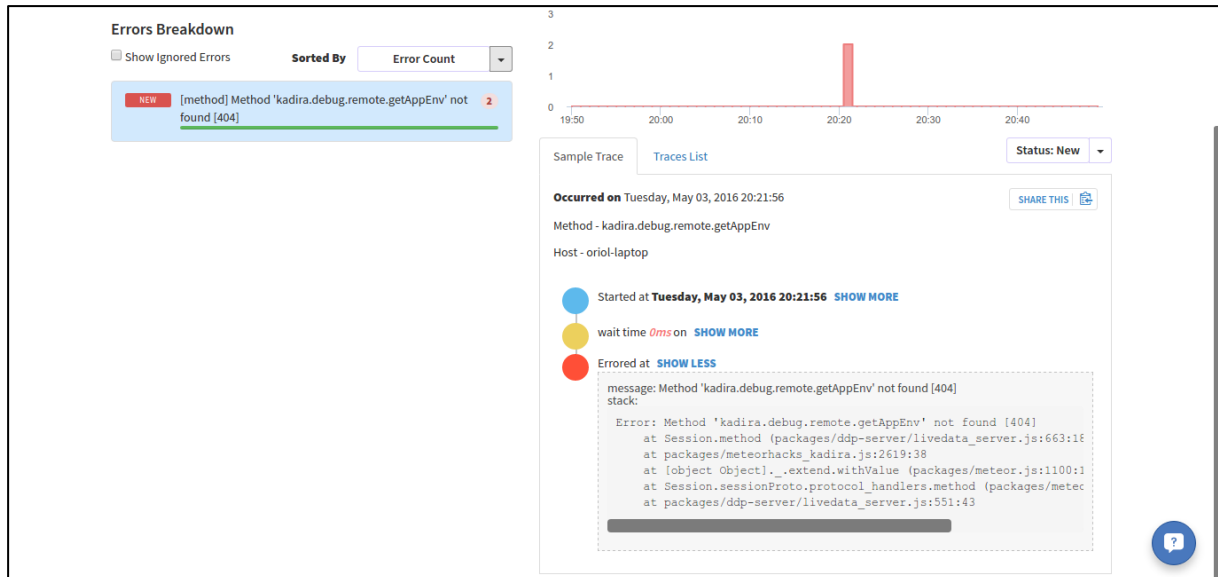 Errors Breakdown
Show Ignored Errors
Sorted By
Error Count
NEW
[method] Method 'kadira.debug.remote.getAppEnv' not
found [404]
2
3
2
1
0
19:50 20:00 20:10 20:20 20:30 20:40
Sample Trace
Traces List
Status: New
Occurred on Tuesday, May 03, 2016 20:21:56
SHARE THIS
Method - kadira.debug.remote.getAppEnv
Host - oriol-laptop
Started at Tuesday, May 03, 2016 20:21:56 SHOW MORE
wait time 0ms on SHOW MORE
Errored at SHOW LESS
message: Method 'kadira.debug.remote.getAppEnv' not found [404]
stack:
Error: Method 'kadira.debug.remote.getAppEnv' not found [404]
at Session.method (packages/ddp-server/livedata_server.js:663:18
at packages/meteorhacks_kadira.js:2619:38
at [object Object]._.extend.withValue (packages/meteor.js:1100:1
at Session.sessionProto.protocol_handlers.method (packages/meteo
at packages/ddp-server/livedata_server.js:551:43
?